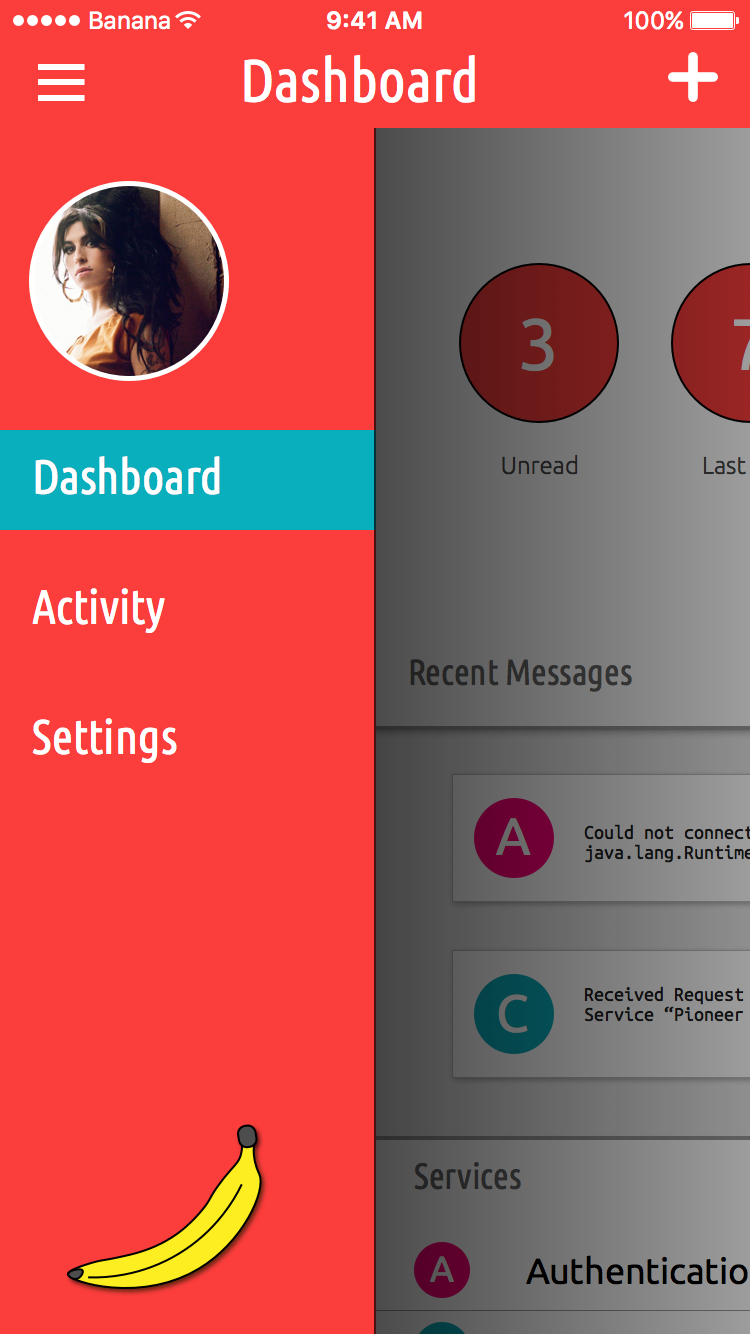 Banana 9:41 AM 100%
Dashboard
Dashboard
Activity
Settings
3
Unread
Last
Recent Messages
A
Could not connect
java.lang.Runtime
C
Received Request
Service “Pioneer
Services
A
Authenticatio